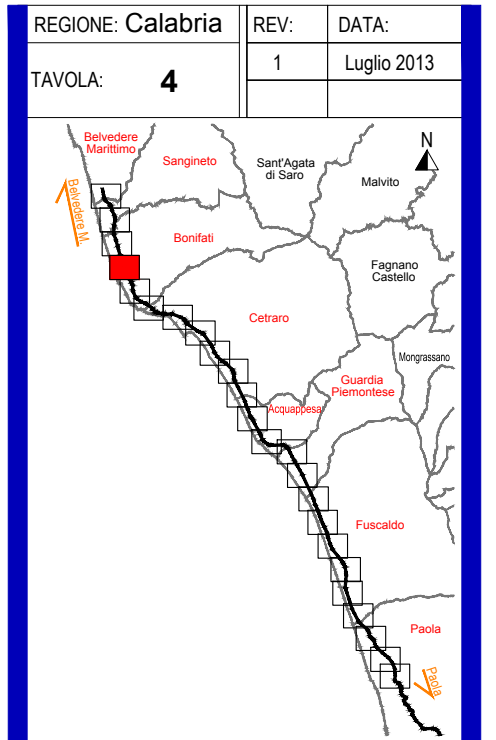 REGIONE: Calabria
REV:
DATA:
TAVOLA: 4
1
Luglio 2013
Belvedere
Marittimo
Sangineto
Sant'Agata
di Saro
Malvito
N
Belvedere M.
Bonifati
Fagnano
Castello
Cetraro
Mongrassano
Guardia
Piemontese
Acquappesa
Fuscaldo
Paola
Paola